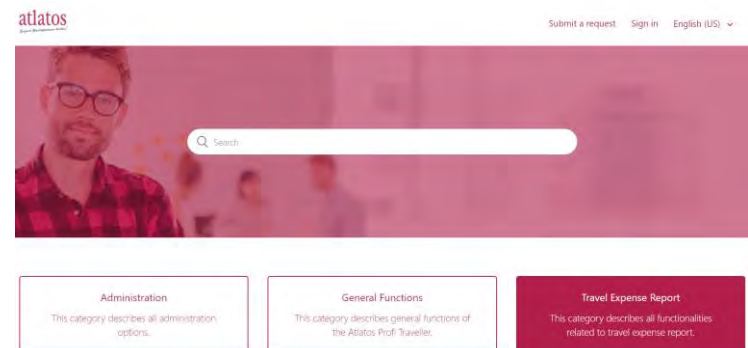 atlatos
Submit a request Sign in English (US)
Search
Administration
This category describes all administration
options.
General Functions
This category describes general functions of
the Atlatos Profi Traveller.
Travel Expense Report
This category describes all functionalities
related to travel expense report.